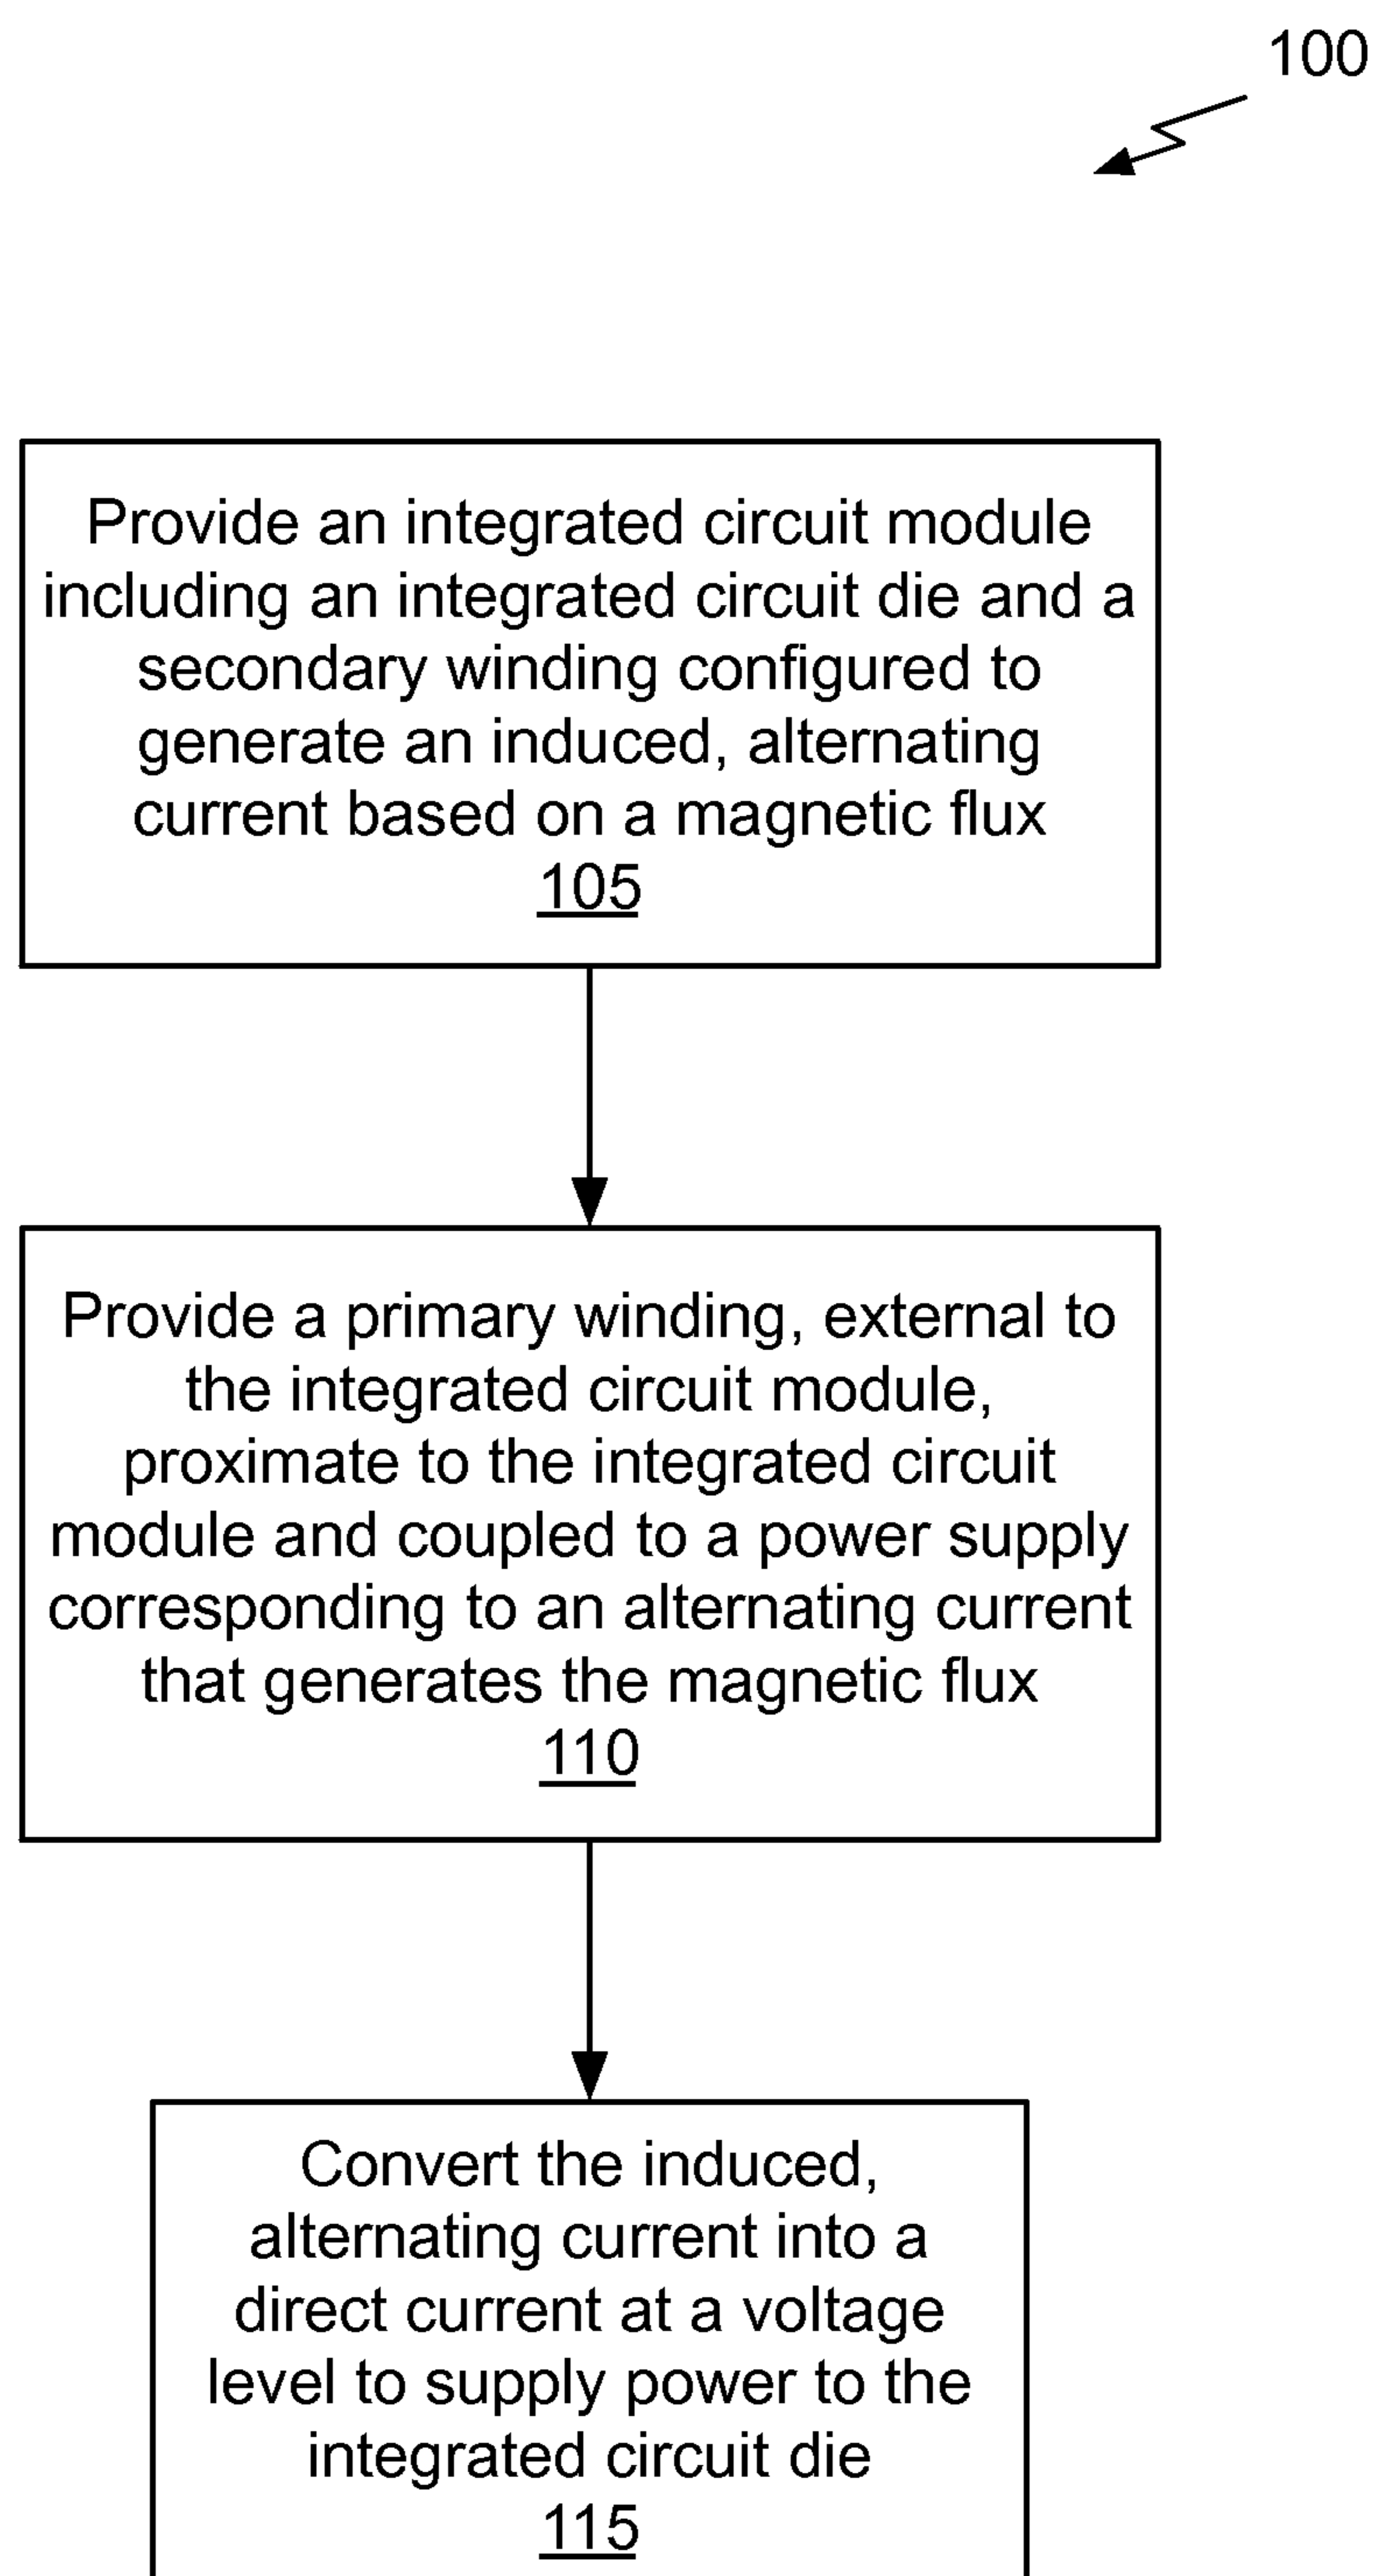 100
Provide an integrated circuit module
including an integrated circuit die and a
secondary winding configured to
generate an induced, alternating
current based on a magnetic flux
105
Provide a primary winding, external to
the integrated circuit module,
proximate to the integrated circuit
module and coupled to a power supply
corresponding to an alternating current
that generates the magnetic flux
110
Convert the induced,
alternating current into a
direct current at a voltage
level to supply power to the
integrated circuit die
115